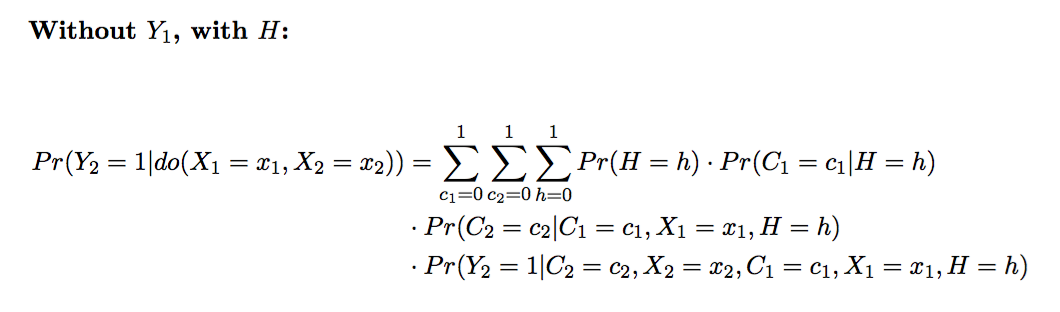 Without Y₁, with H:
Pr(Y₂ = 1|do(X₁ = x₁, X₂ = x₂)) = ∑_{c₁=0}^{1} ∑_{c₂=0}^{1} ∑_{h=0}^{1} Pr(H = h) · Pr(C₁ = c₁|H = h)
· Pr(C₂ = c₂|C₁ = c₁, X₁ = x₁, H = h)
· Pr(Y₂ = 1|C₂ = c₂, X₂ = x₂, C₁ = c₁, X₁ = x₁, H = h)